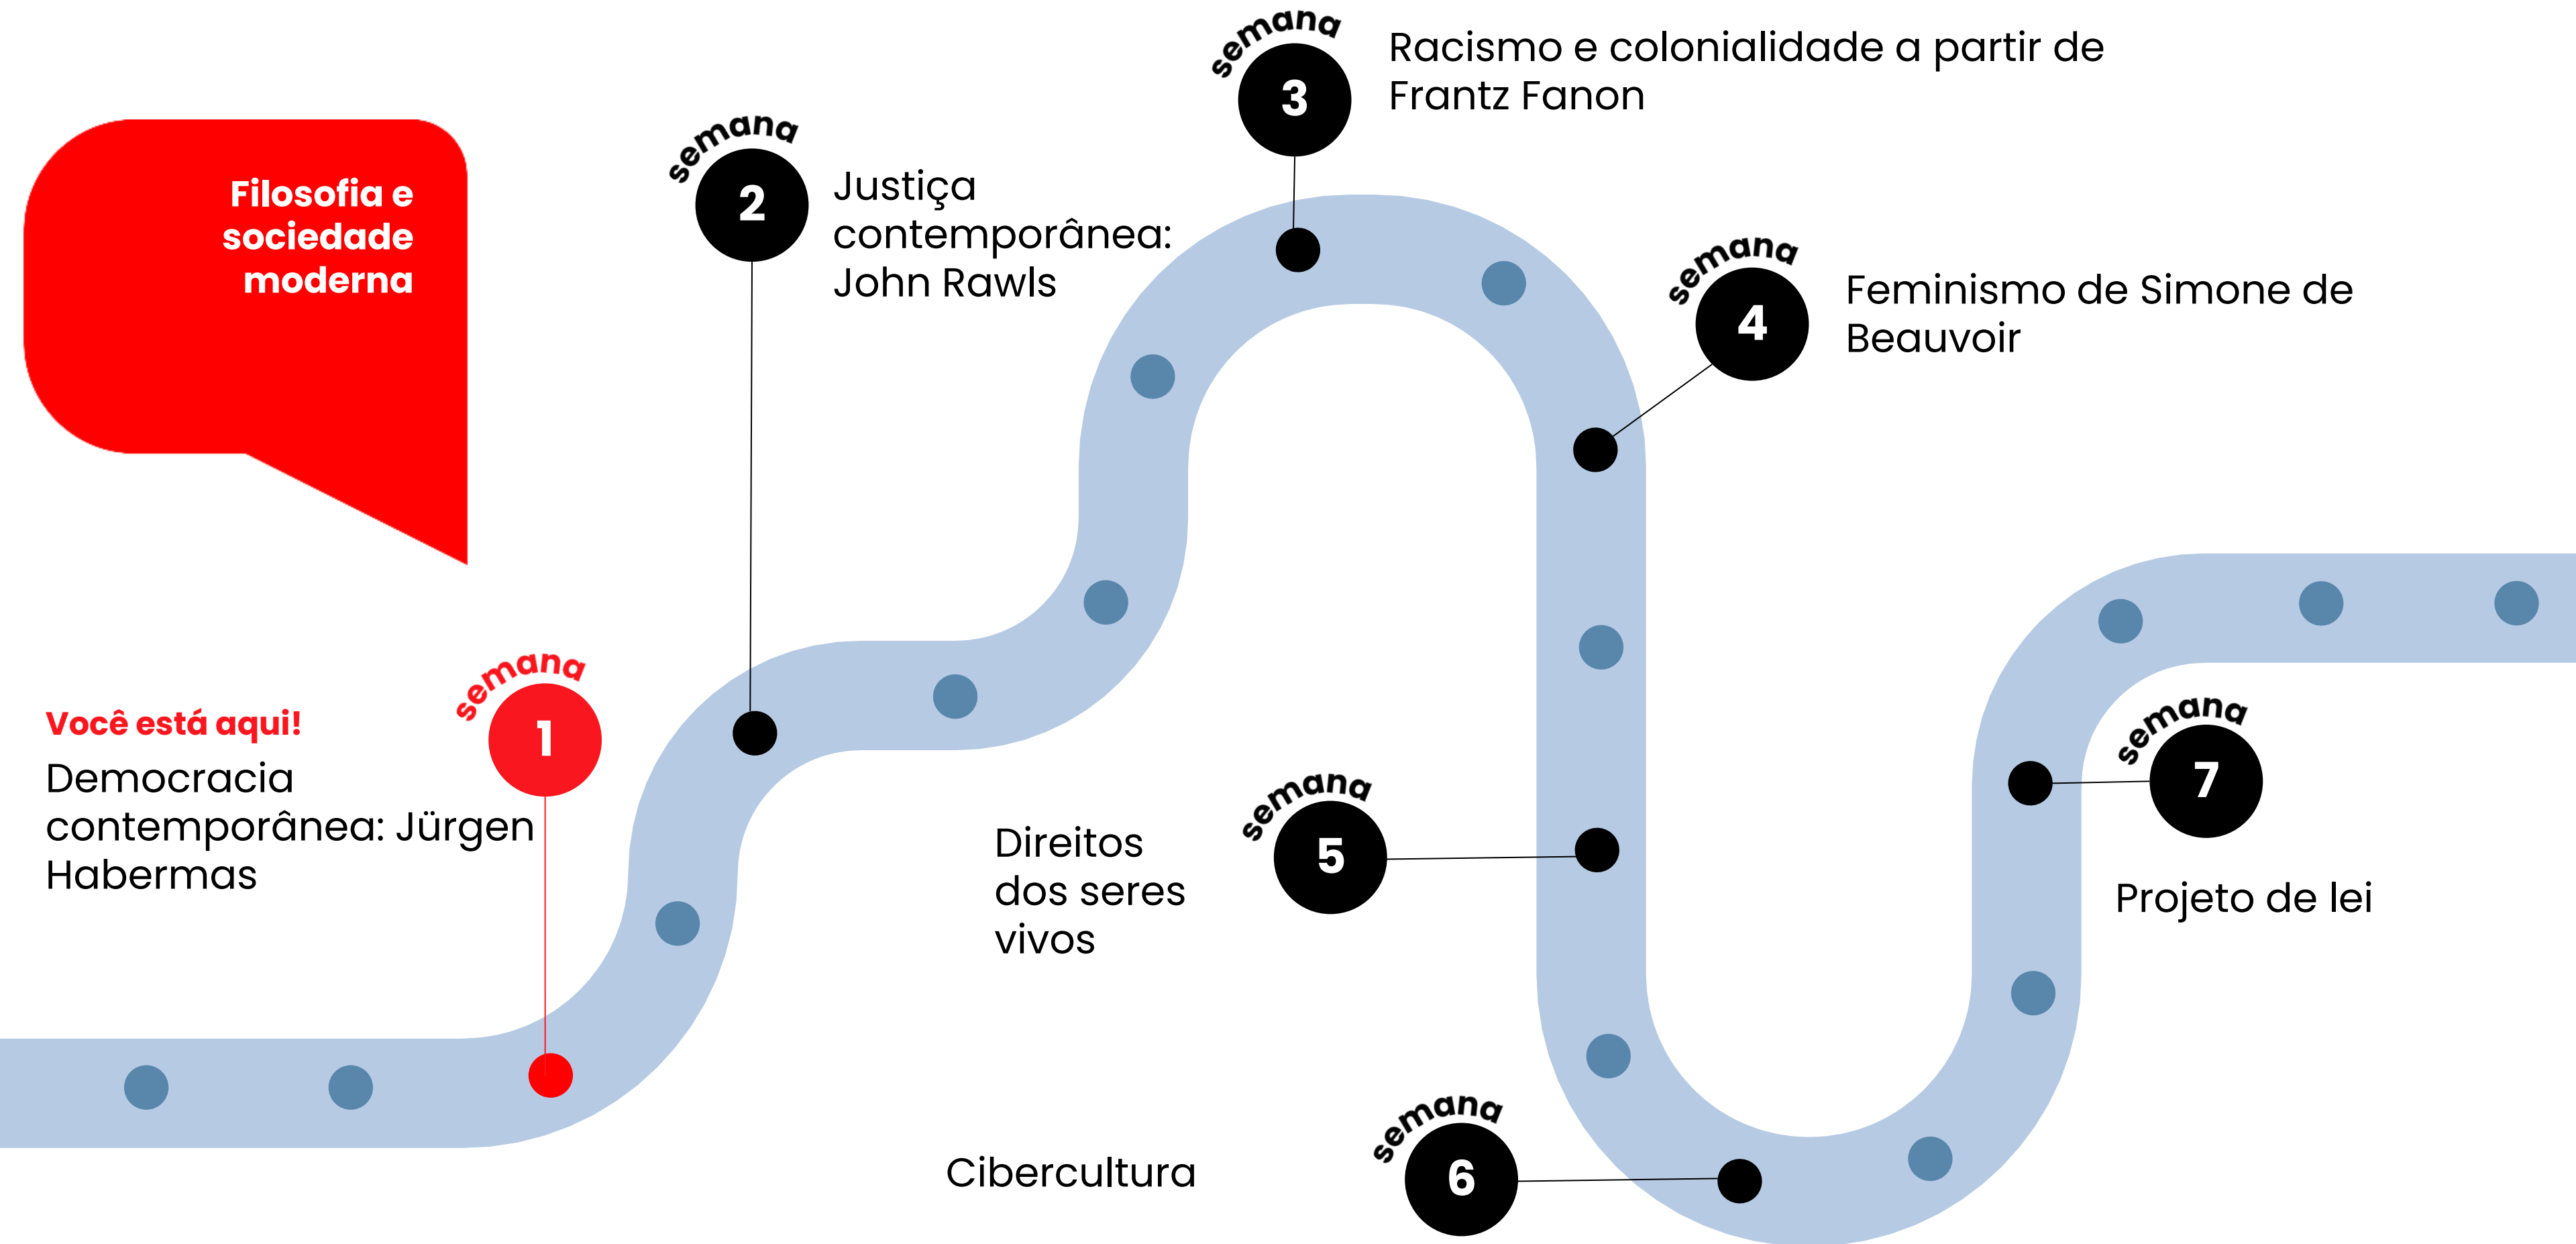 Filosofia e
sociedade
moderna
semana
1
Você está aqui!
Democracia
contemporânea: Jürgen
Habermas
semana
2
Justiça
contemporânea:
John Rawls
semana
3
Racismo e colonialidade a partir de
Frantz Fanon
semana
4
Feminismo de Simone de
Beauvoir
semana
5
Direitos
dos seres
vivos
semana
6
Cibercultura
semana
7
Projeto de lei